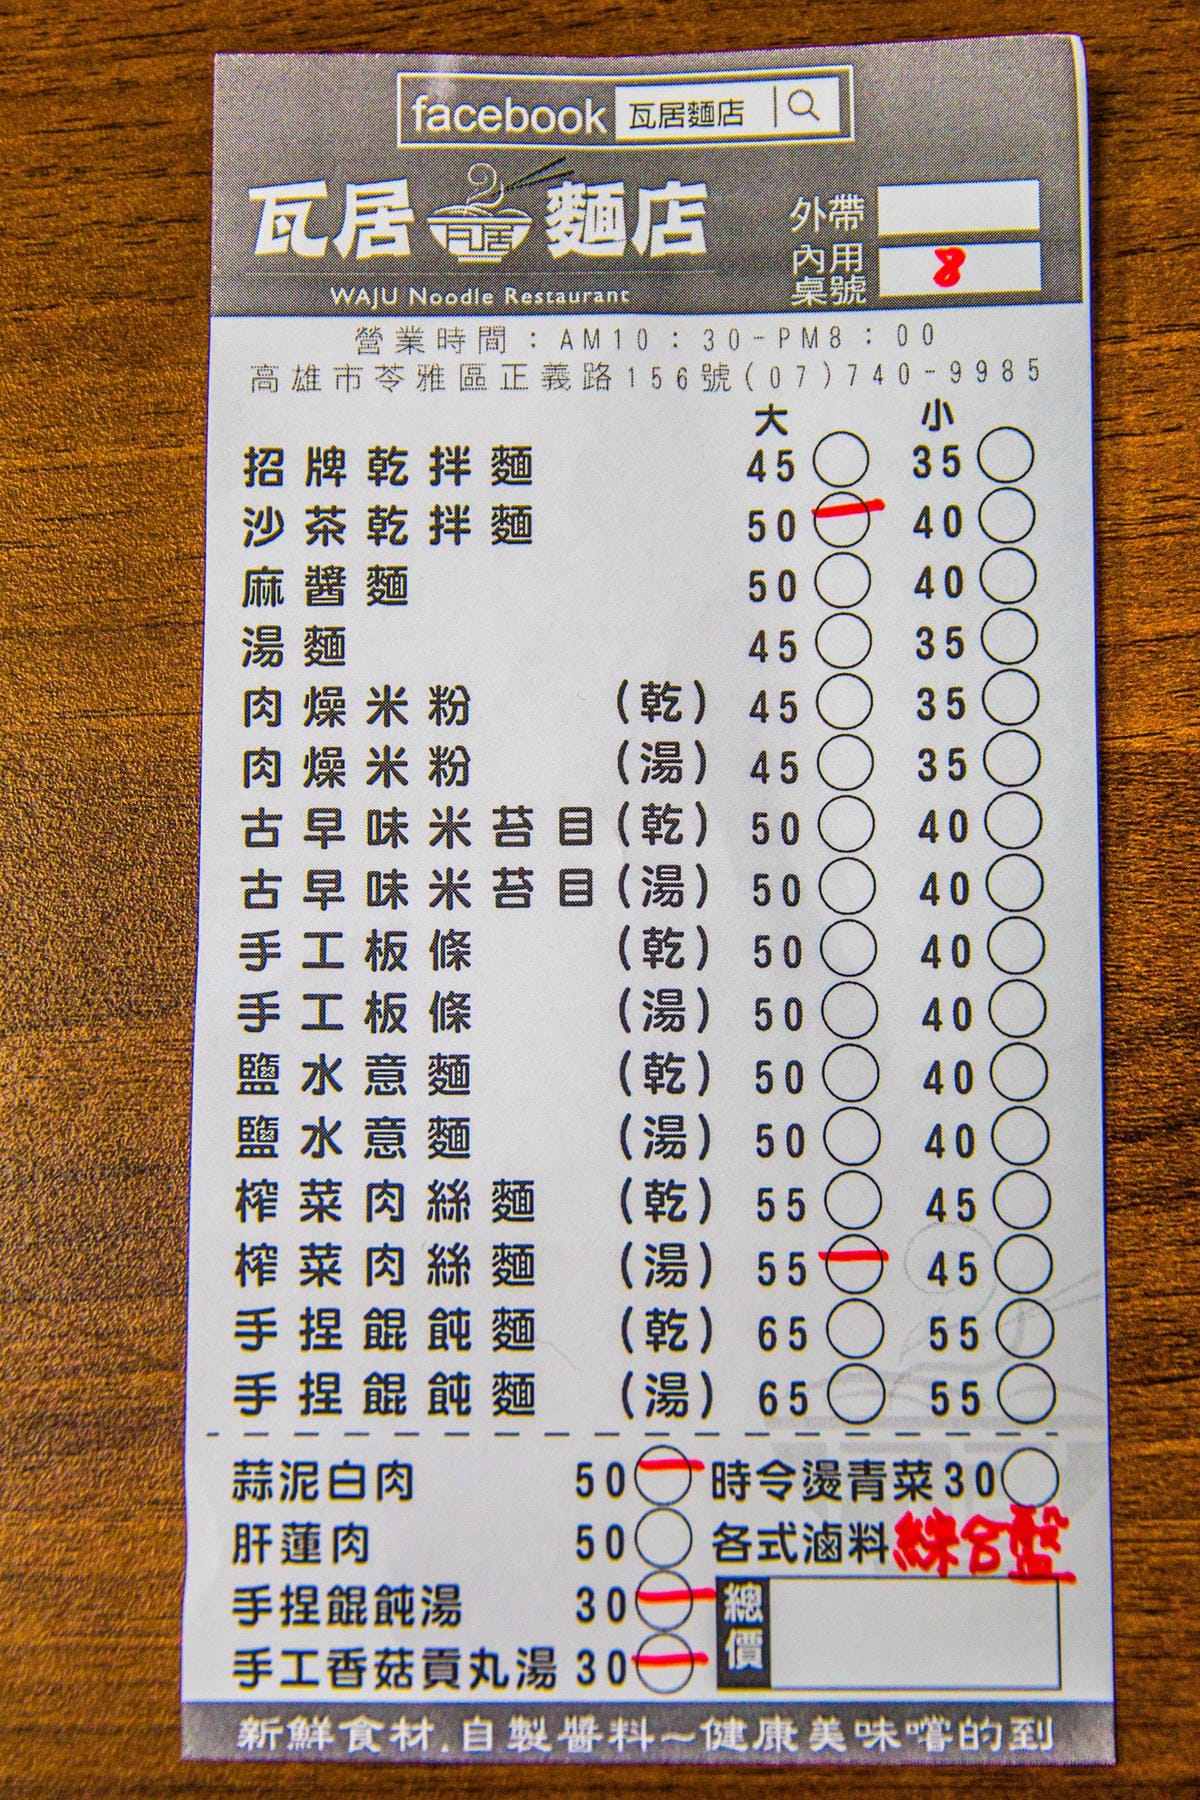 facebook 瓦居麵店
瓦居 瓦居 麵店
WAJU Noodle Restaurant
外帶
內用桌號 8
營業時間：AM10：30-PM8：00
高雄市苓雅區正義路156號(07)740-9985
大 小
招牌乾拌麵 45 35
沙茶乾拌麵 50 40
麻醬麵 50 40
湯麵 45 35
肉燥米粉 (乾) 45 35
肉燥米粉 (湯) 45 35
古早味米苔目(乾) 50 40
古早味米苔目(湯) 50 40
手工板條 (乾) 50 40
手工板條 (湯) 50 40
鹽水意麵 (乾) 50 40
鹽水意麵 (湯) 50 40
榨菜肉絲麵 (乾) 55 45
榨菜肉絲麵 (湯) 55 45
手捏餛飩麵 (乾) 65 55
手捏餛飩麵 (湯) 65 55
蒜泥白肉 50 時令燙青菜30
肝蓮肉 50 各式滷料 綜合盤
手捏餛飩湯 30 總價
手工香菇貢丸湯 30
新鮮食材.自製醬料~健康美味嚐的到